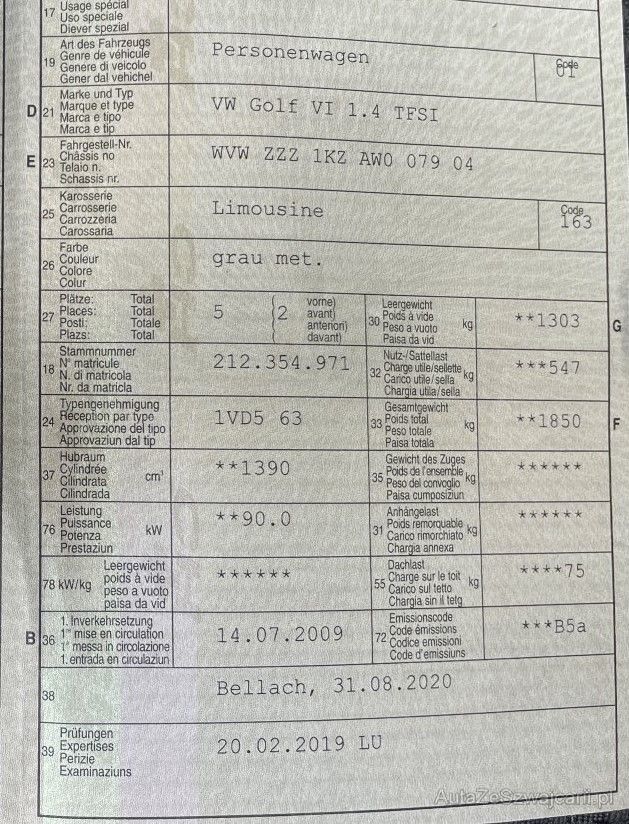 17 Usage spécial
Uso speciale
Diever spezial
19 Art des Fahrzeugs
Genre de véhicule
Genere di veicolo
Gener dal vehichel
Personenwagen
Code
01
D 21 Marke und Typ
Marque et type
Marca e tipo
Marca e tip
VW Golf VI 1.4 TFSI
E 23 Fahrgestell-Nr.
Châssis no
Telaio n.
Schassis nr.
WVW ZZZ 1KZ AW0 079 04
25 Karosserie
Carrosserie
Carrozzeria
Carossaria
Limousine
Code
163
26 Farbe
Couleur
Colore
Colur
grau met.
27 Plätze: Total
Places: Total
Posti: Totale
Plazs: Total
5 ( 2 vorne)
avant)
anteriori)
davant)
30 Leergewicht
Poids à vide
Peso a vuoto
Paisa da vid
kg
**1303
G
18 Stammnummer
N° matricule
N. di matricola
Nr. da matricla
212.354.971
32 Nutz-/Sattellast
Charge utile/sellette
Carico utile/sella
Chargia utila/sella
kg
***547
24 Typengenehmigung
Réception par type
Approvazione del tipo
Approvaziun dal tip
1VD5 63
33 Gesamtgewicht
Poids total
Peso totale
Paisa totala
kg
**1850
F
37 Hubraum
Cylindrée
Cilindrata
Cilindrada
cm³
**1390
35 Gewicht des Zuges
Poids de l'ensemble
Peso del convoglio
Paisa cumposiziun
kg
******
76 Leistung
Puissance
Potenza
Prestaziun
kW
**90.0
31 Anhängelast
Poids remorquable
Carico rimorchiato
Chargia annexa
kg
******
78 kW/kg Leergewicht
poids à vide
peso a vuoto
paisa da vid
******
55 Dachlast
Charge sur le toit
Carico sul tetto
Chargia sin il tetg
kg
****75
B 36 1. Inverkehrsetzung
1re mise en circulation
1a messa in circolazione
1. entrada en circulaziun
14.07.2009
72 Emissionscode
Code émissions
Codice emissioni
Code d'emissiuns
***B5a
38 Bellach, 31.08.2020
39 Prüfungen
Expertises
Perizie
Examinaziuns
20.02.2019 LU
AutaZeSzwajcarii.pl